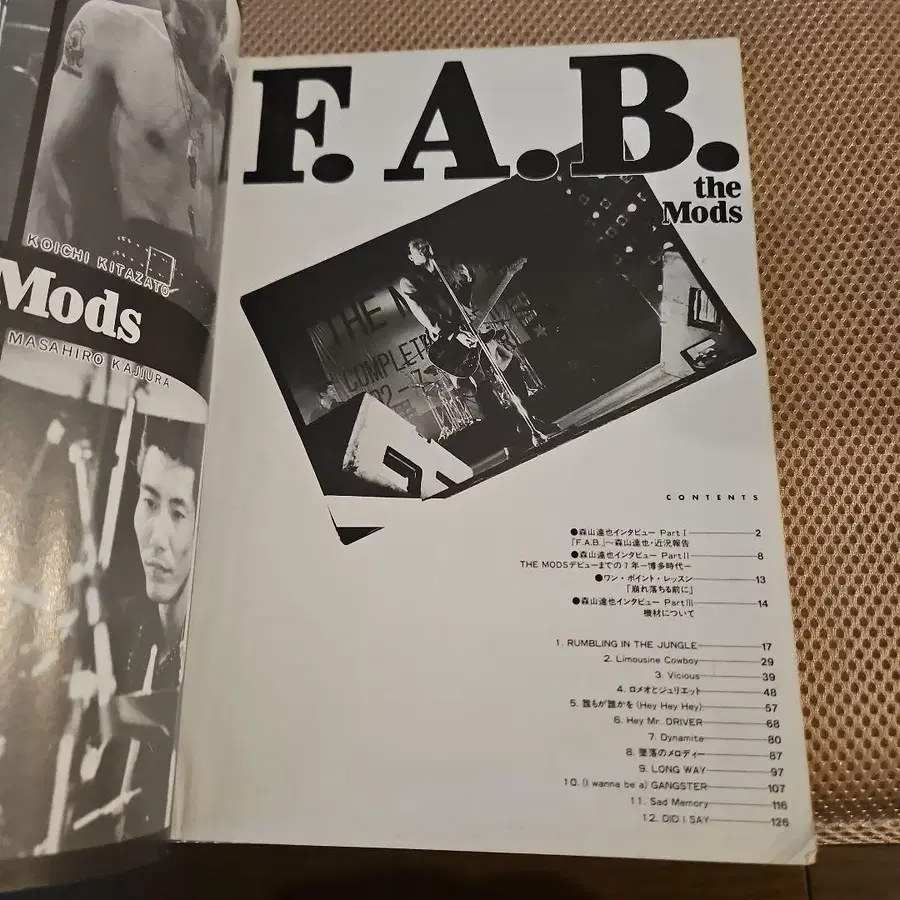 KOICHI KITAZATO
Mods
MASAHIRO KAJIURA
F.A.B.
the
Mods
THE M
COMPLET
CONTENTS
●森山達也インタビュー Part I 2
「F.A.B.」〜森山達也・近況報告
●森山達也インタビュー Part II 8
THE MODSデビューまでの1年ー博多時代ー
●ワン・ポイント・レッスン 13
「崩れ落ちる前に」
●森山達也インタビュー Part III 14
機材について
1. RUMBLING IN THE JUNGLE 17
2. Limousine Cowboy 29
3. Vicious 39
4. ロメオとジュリエット 48
5. 誰もが誰かを (Hey Hey Hey) 57
6. Hey Mr. DRIVER 68
7. Dynamite 80
8. 墜落のメロディー 87
9. LONG WAY 97
10. (I wanna be a) GANGSTER 107
11. Sad Memory 116
12. DID I SAY 126